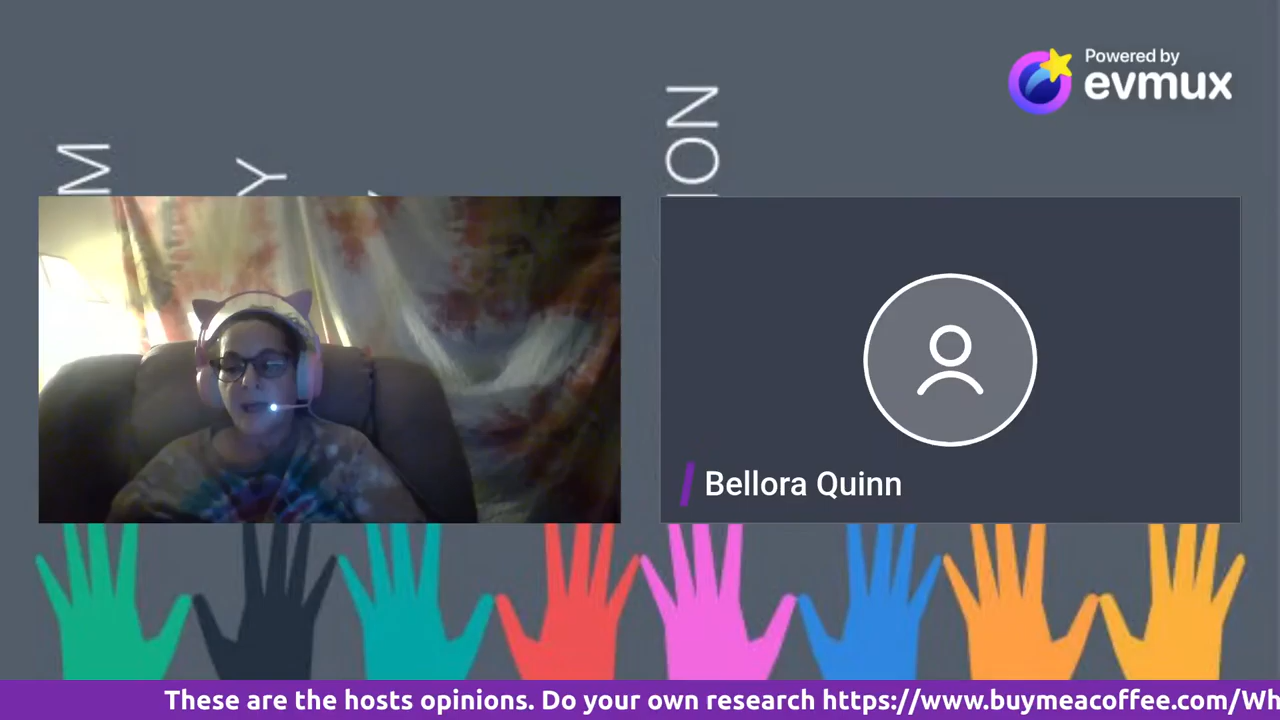 Powered by
evmux
M
Y
ION
Bellora Quinn
These are the hosts opinions. Do your own research https://www.buymeacoffee.com/Wh